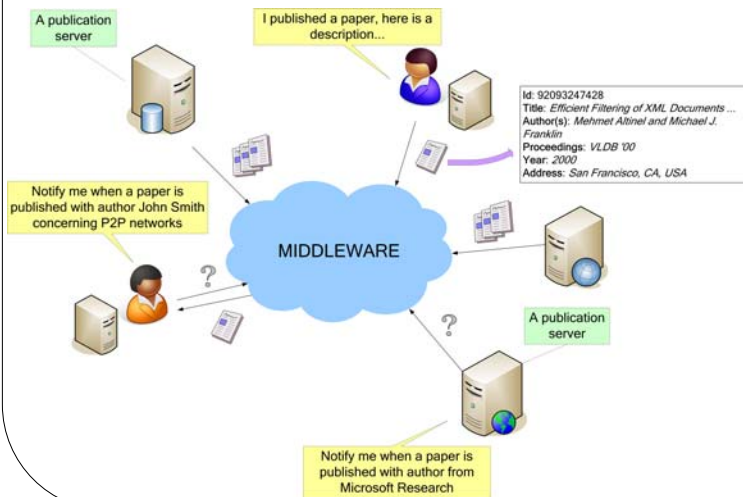 A publication
server
I published a paper, here is a
description...
Id: 92093247428
Title: Efficient Filtering of XML Documents ...
Author(s): Mehmet Altinel and Michael J.
Franklin
Proceedings: VLDB '00
Year: 2000
Address: San Francisco, CA, USA
Notify me when a paper is
published with author John Smith
concerning P2P networks
MIDDLEWARE
?
?
A publication
server
Notify me when a paper is
published with author from
Microsoft Research